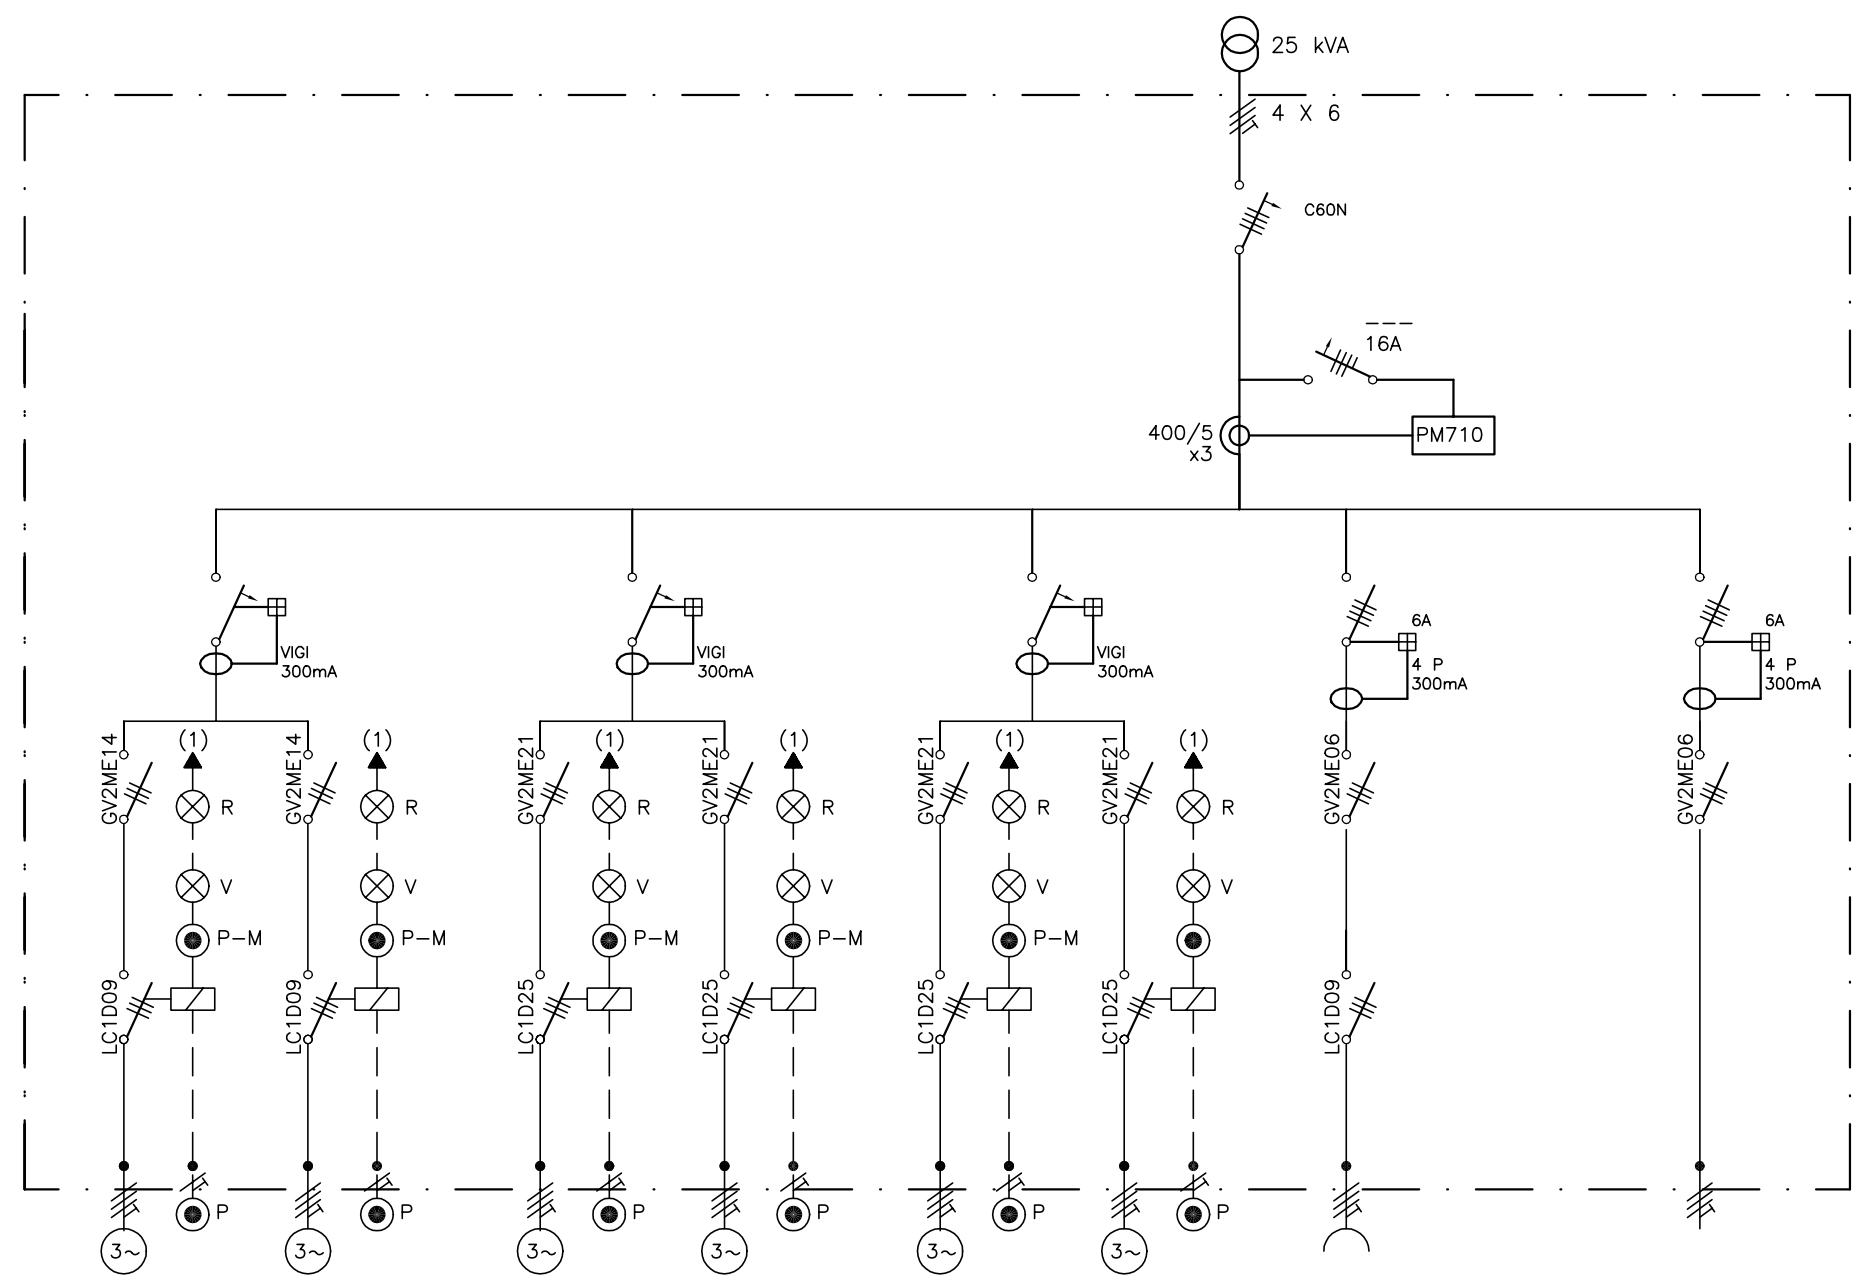 25 kVA
4 X 6
C60N
16A
400/5
x3
PM710
VIGI
300mA
VIGI
300mA
VIGI
300mA
6A
4 P
300mA
6A
4 P
300mA
GV2ME14
(1)
GV2ME14
(1)
GV2ME21
(1)
GV2ME21
(1)
GV2ME21
(1)
GV2ME21
(1)
GV2ME06
GV2ME06
R
R
R
R
R
R
V
V
V
V
V
V
P-M
P-M
P-M
P-M
P-M
LC1D09
LC1D09
LC1D25
LC1D25
LC1D25
LC1D25
LC1D09
P
P
P
P
P
P
3~
3~
3~
3~
3~
3~